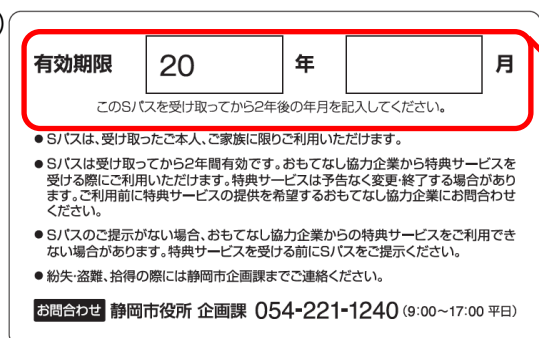 有効期限 20 年 月
このSパスを受け取ってから2年後の年月を記入してください。
● Sパスは、受け取ったご本人、ご家族に限りご利用いただけます。
● Sパスは受け取ってから2年間有効です。おもてなし協力企業から特典サービスを
受ける際にご利用いただけます。特典サービスは予告なく変更・終了する場合があり
ます。ご利用前に特典サービスの提供を希望するおもてなし協力企業にお問合わせ
ください。
● Sパスのご提示がない場合、おもてなし協力企業からの特典サービスをご利用でき
ない場合があります。特典サービスを受ける前にSパスをご提示ください。
● 紛失・盗難、拾得の際には静岡市企画課までご連絡ください。
お問合わせ 静岡市役所 企画課 054-221-1240(9:00〜17:00 平日)